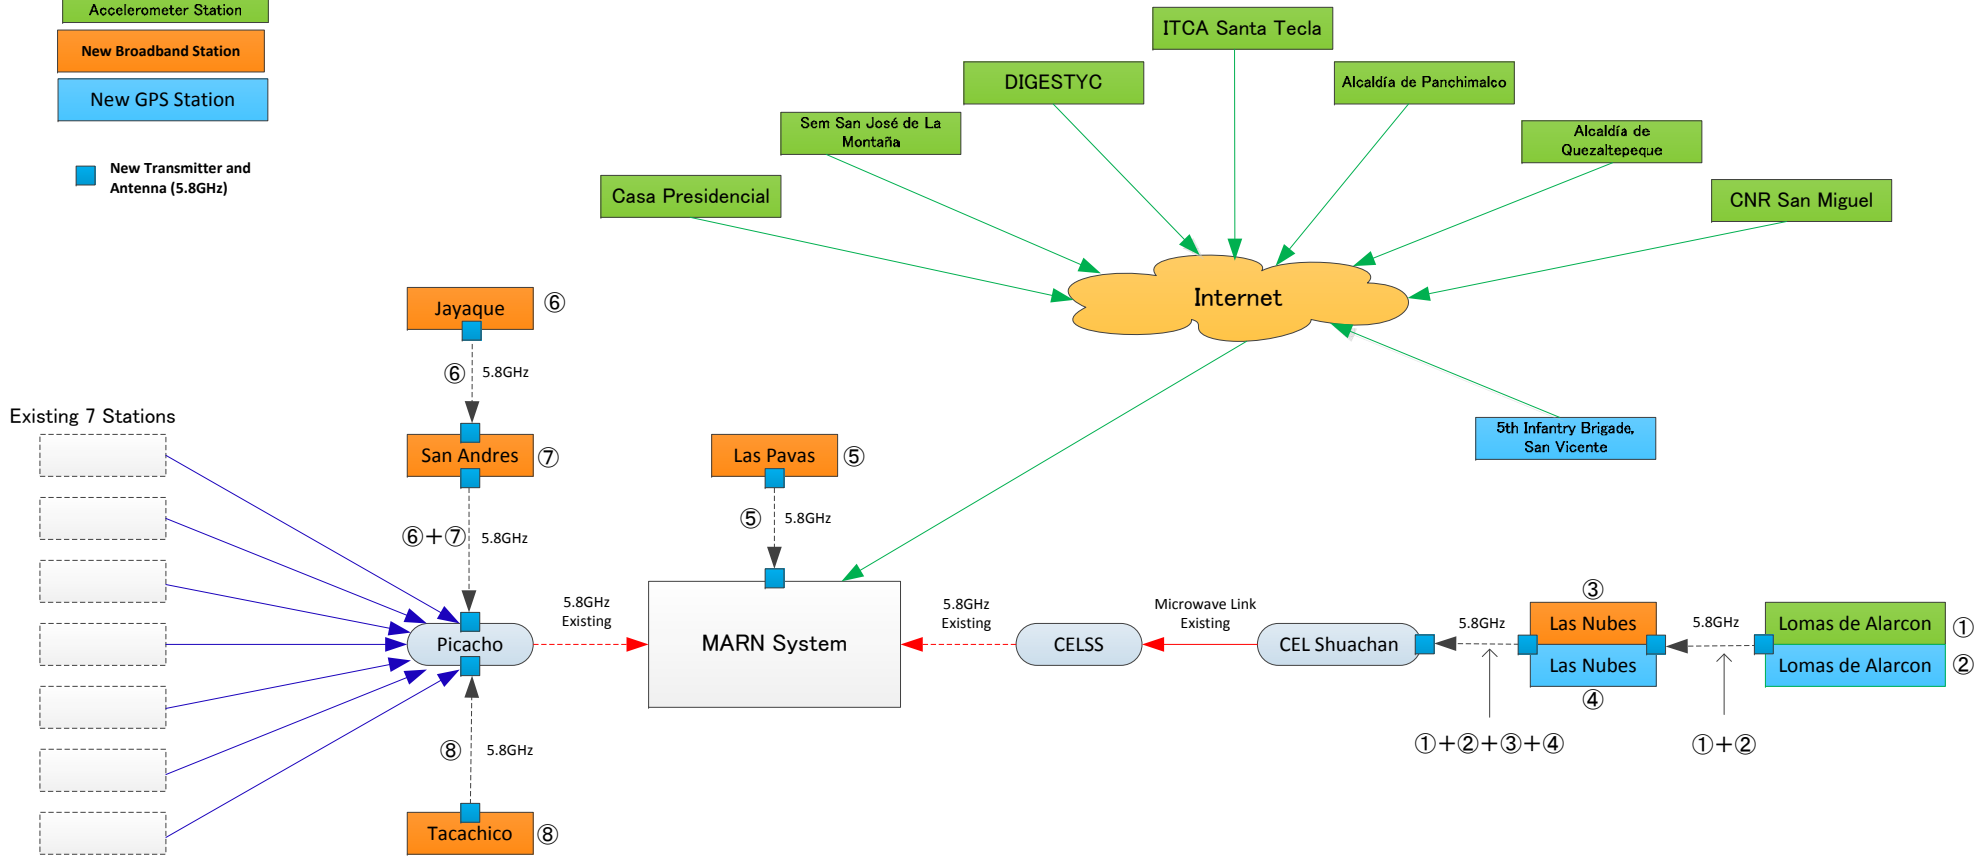 Accelerometer Station
New Broadband Station
New GPS Station
New Transmitter and
Antenna (5.8GHz)
ITCA Santa Tecla
DIGESTYC
Alcaldía de Panchimalco
Sem San José de La
Montaña
Alcaldía de
Quezaltepeque
Casa Presidencial
CNR San Miguel
Internet
5th Infantry Brigade,
San Vicente
Jayaque
⑥
⑥ 5.8GHz
Existing 7 Stations
San Andres
⑦
⑥+⑦ 5.8GHz
Las Pavas
⑤
⑤ 5.8GHz
Picacho
5.8GHz
Existing
MARN System
5.8GHz
Existing
CELSS
Microwave Link
Existing
CEL Shuachan
5.8GHz
①+②+③+④
③
Las Nubes
Las Nubes
④
5.8GHz
①+②
Lomas de Alarcon
①
Lomas de Alarcon
②
⑧ 5.8GHz
Tacachico
⑧